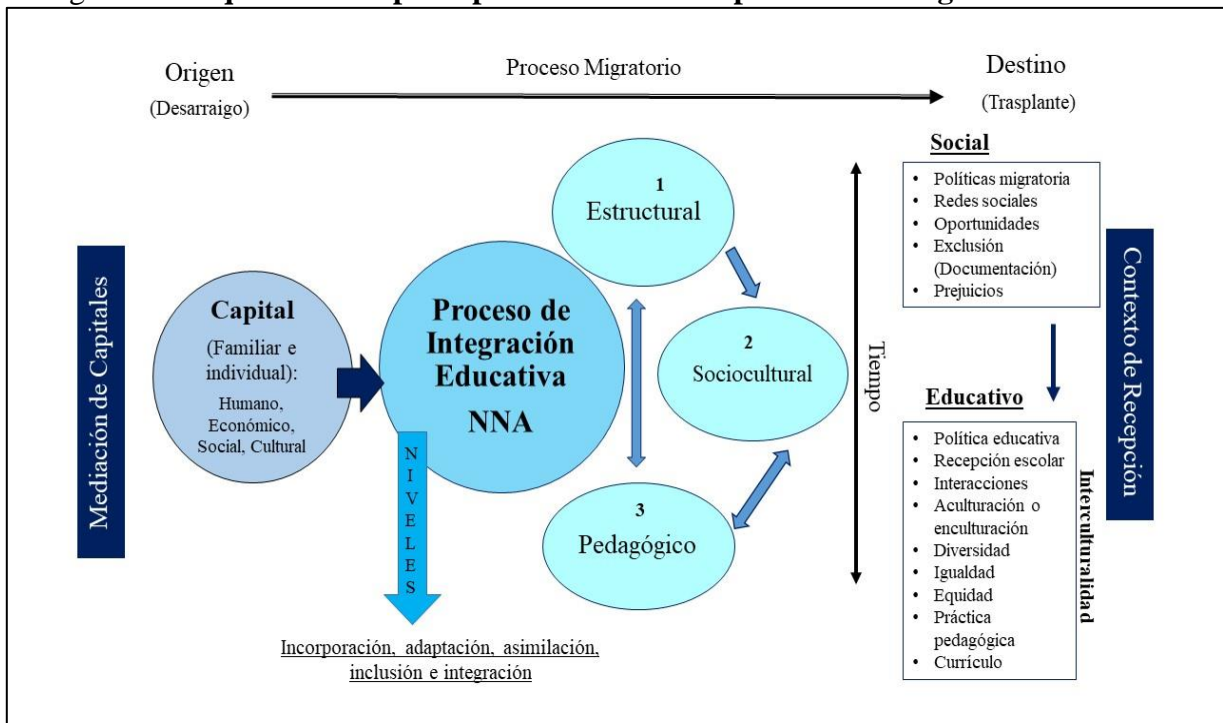 Origen
(Desarraigo)
Proceso Migratorio
Destino
(Trasplante)
Mediación de Capitales
Capital
(Familiar e
individual):
Humano,
Económico,
Social, Cultural
Proceso de
Integración
Educativa
NNA
NIVELES
Incorporación, adaptación, asimilación,
inclusión e integración
1
Estructural
2
Sociocultural
3
Pedagógico
Tiempo
Social
• Políticas migratoria
• Redes sociales
• Oportunidades
• Exclusión
(Documentación)
• Prejuicios
Educativo
• Política educativa
• Recepción escolar
• Interacciones
• Aculturación o
enculturación
• Diversidad
• Igualdad
• Equidad
• Práctica
pedagógica
• Currículo
Interculturalidad
Contexto de Recepción